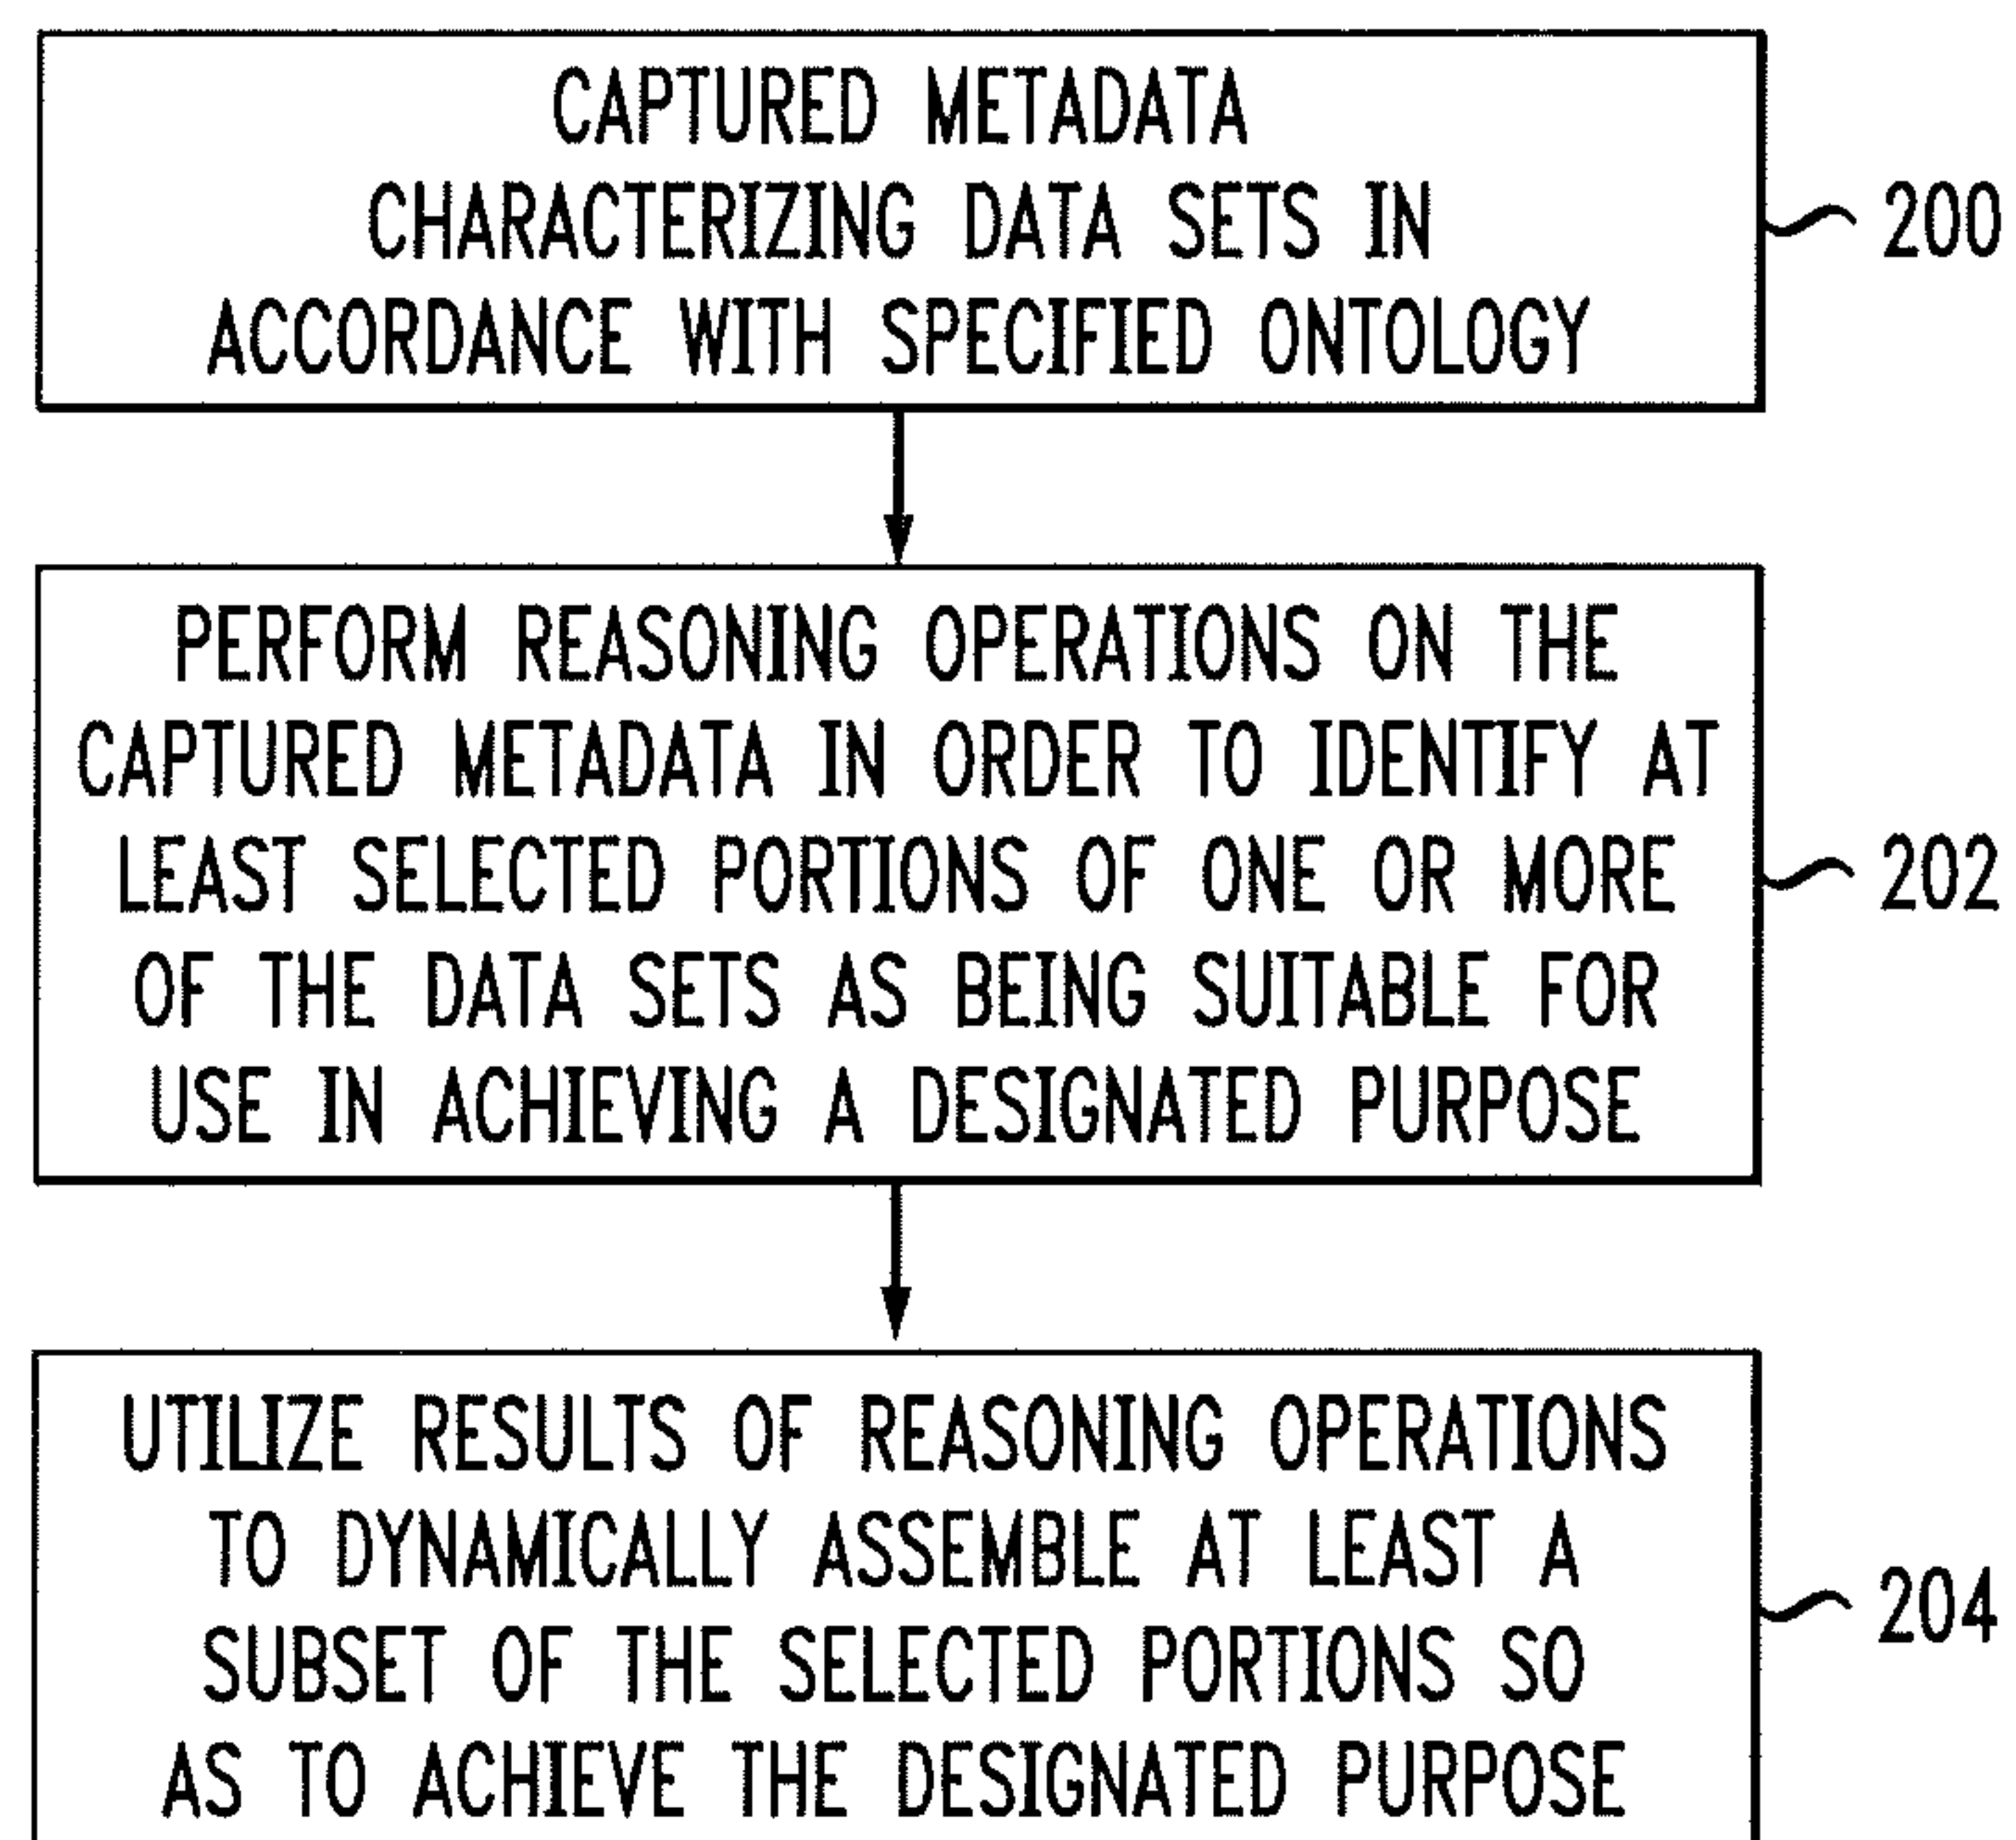 CAPTURED METADATA
CHARACTERIZING DATA SETS IN
ACCORDANCE WITH SPECIFIED ONTOLOGY
200
PERFORM REASONING OPERATIONS ON THE
CAPTURED METADATA IN ORDER TO IDENTIFY AT
LEAST SELECTED PORTIONS OF ONE OR MORE
OF THE DATA SETS AS BEING SUITABLE FOR
USE IN ACHIEVING A DESIGNATED PURPOSE
202
UTILIZE RESULTS OF REASONING OPERATIONS
TO DYNAMICALLY ASSEMBLE AT LEAST A
SUBSET OF THE SELECTED PORTIONS SO
AS TO ACHIEVE THE DESIGNATED PURPOSE
204